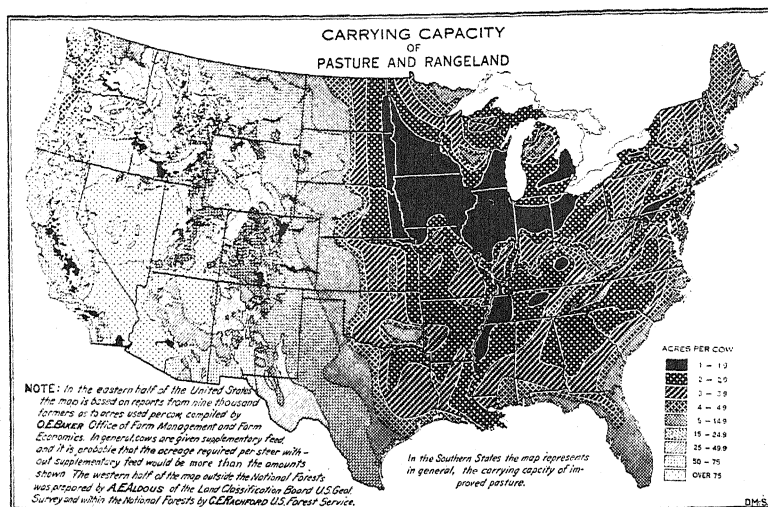 CARRYING CAPACITY
OF
PASTURE AND RANGELAND
NOTE: In the eastern half of the United States
the map is based on reports from nine thousand
farmers as to acres used per cow, compiled by
O.E.BAKER Office of Farm Management and Farm
Economics. In general, cows are given supplementary feed,
and it is probable that the acreage required per steer with-
out supplementary feed would be more than the amounts
shown. The western half of the map outside the National Forests
was prepared by A.E.ALDOUS of the Land Classification Board U.S. Geol.
Survey and within the National Forests by C.E.RACHFORD U.S. Forest Service.
In the Southern States the map represents
in general, the carrying capacity of im-
proved pasture.
ACRES PER COW
1 - 1.9
2 - 2.9
3 - 3.9
4 - 4.9
5 - 14.9
15 - 24.9
25 - 49.9
50 - 75
OVER 75
D.M.S.